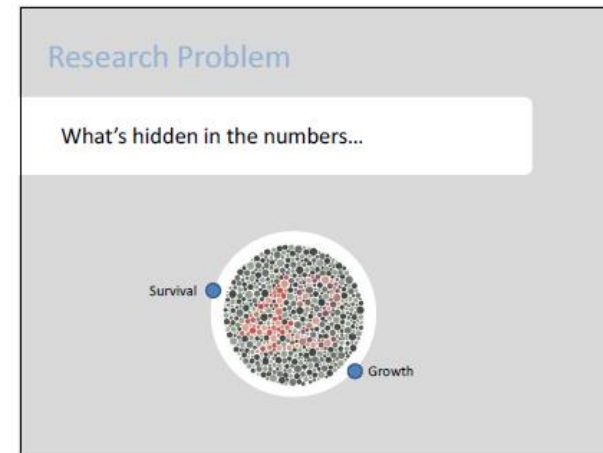 Research Problem
What's hidden in the numbers...
42
Survival
Growth